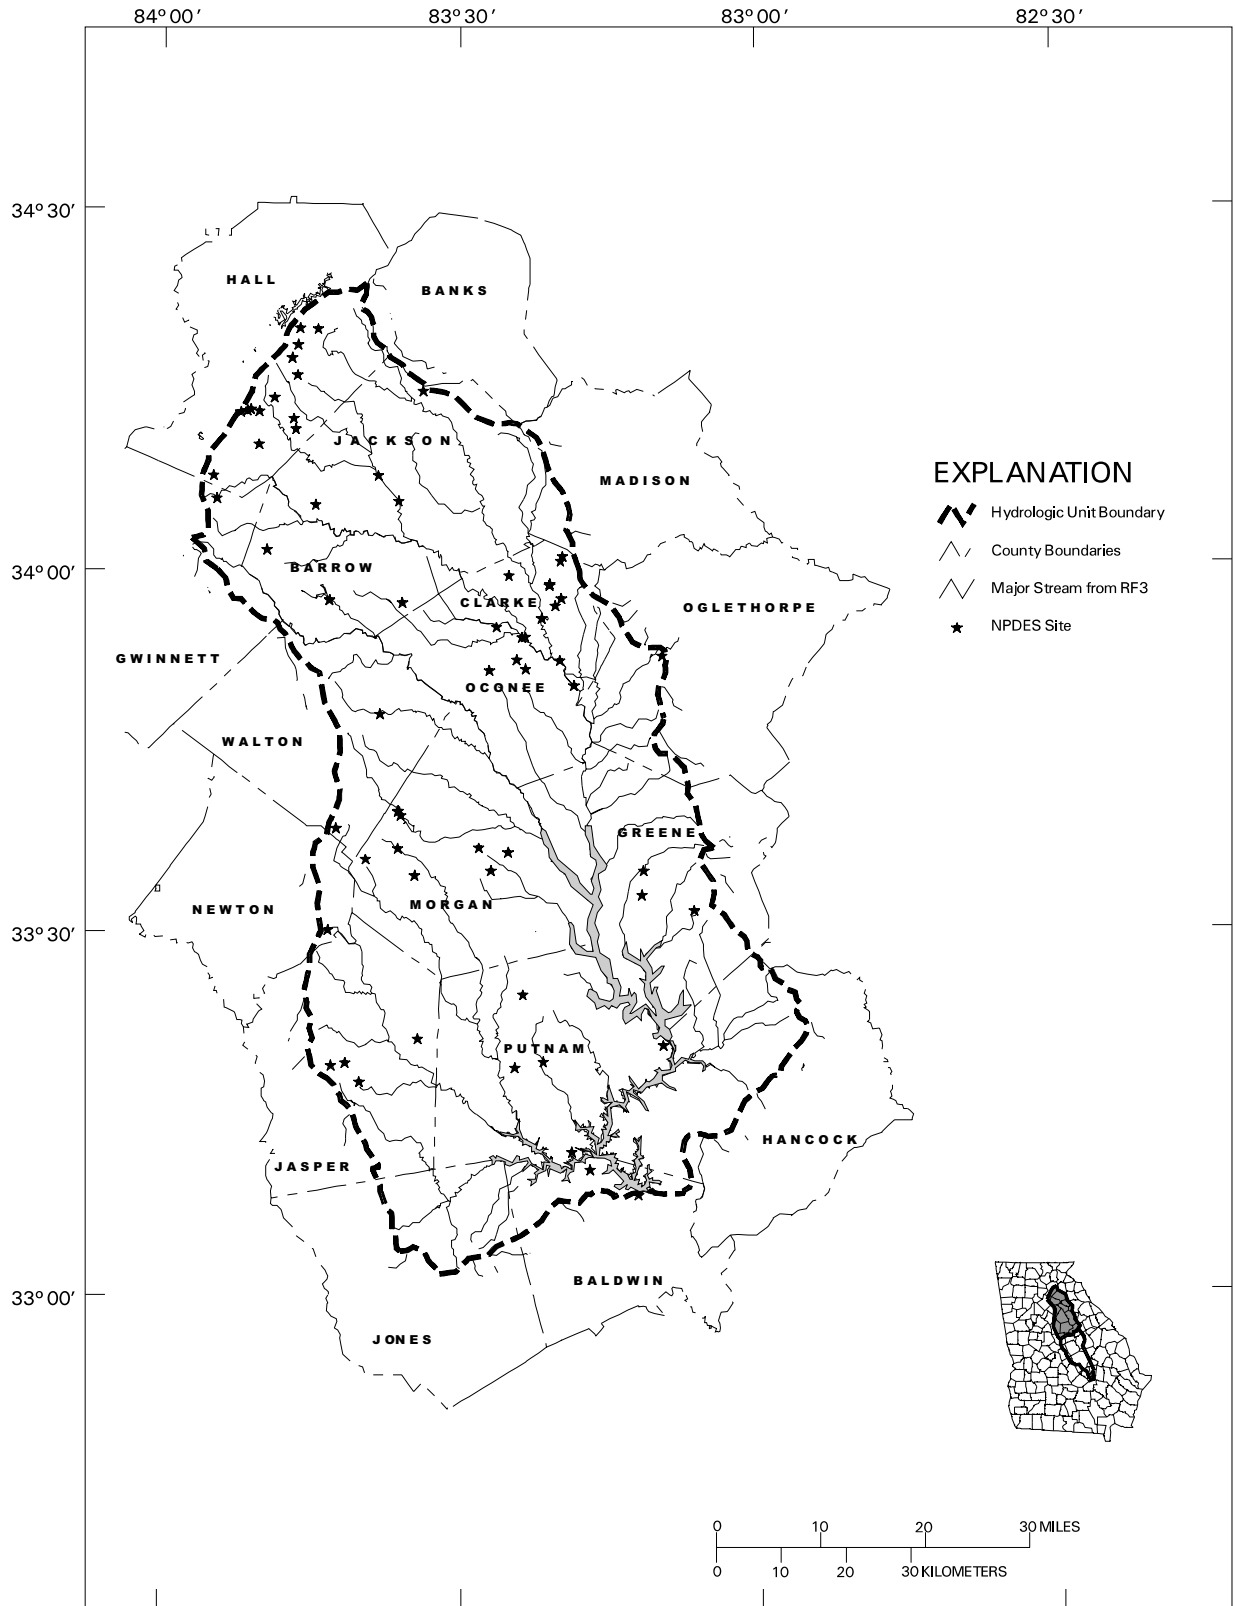 84° 00′ 83° 30′ 83° 00′ 82° 30′
34° 30′
HALL
BANKS
JACKSON
MADISON
EXPLANATION
Hydrologic Unit Boundary
County Boundaries
Major Stream from RF3
NPDES Site
34° 00′
BARROW
CLARKE
OGLETHORPE
GWINNETT
OCONEE
WALTON
GREENE
MORGAN
NEWTON
33° 30′
PUTNAM
HANCOCK
JASPER
BALDWIN
33° 00′
JONES
0 10 20 30 MILES
0 10 20 30 KILOMETERS